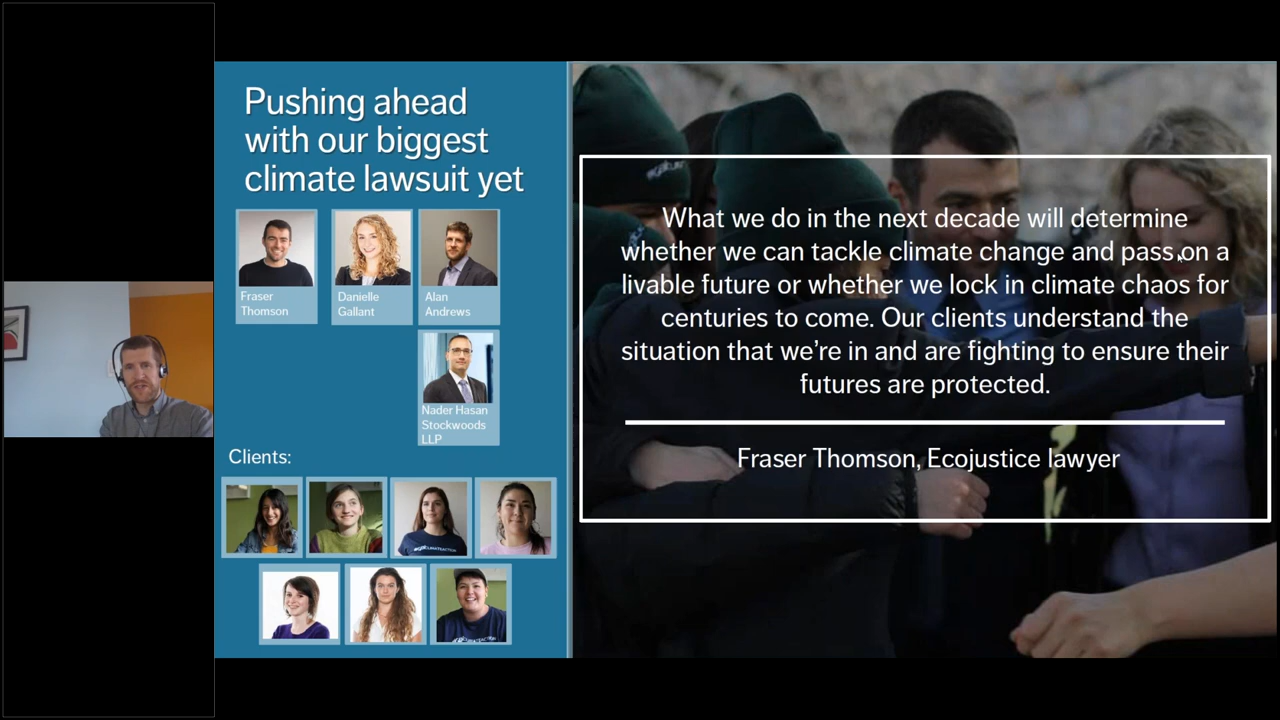 Pushing ahead
with our biggest
climate lawsuit yet
Fraser
Thomson
Danielle
Gallant
Alan
Andrews
Nader Hasan
Stockwoods
LLP
Clients:
What we do in the next decade will determine
whether we can tackle climate change and pass on a
livable future or whether we lock in climate chaos for
centuries to come. Our clients understand the
situation that we’re in and are fighting to ensure their
futures are protected.
Fraser Thomson, Ecojustice lawyer